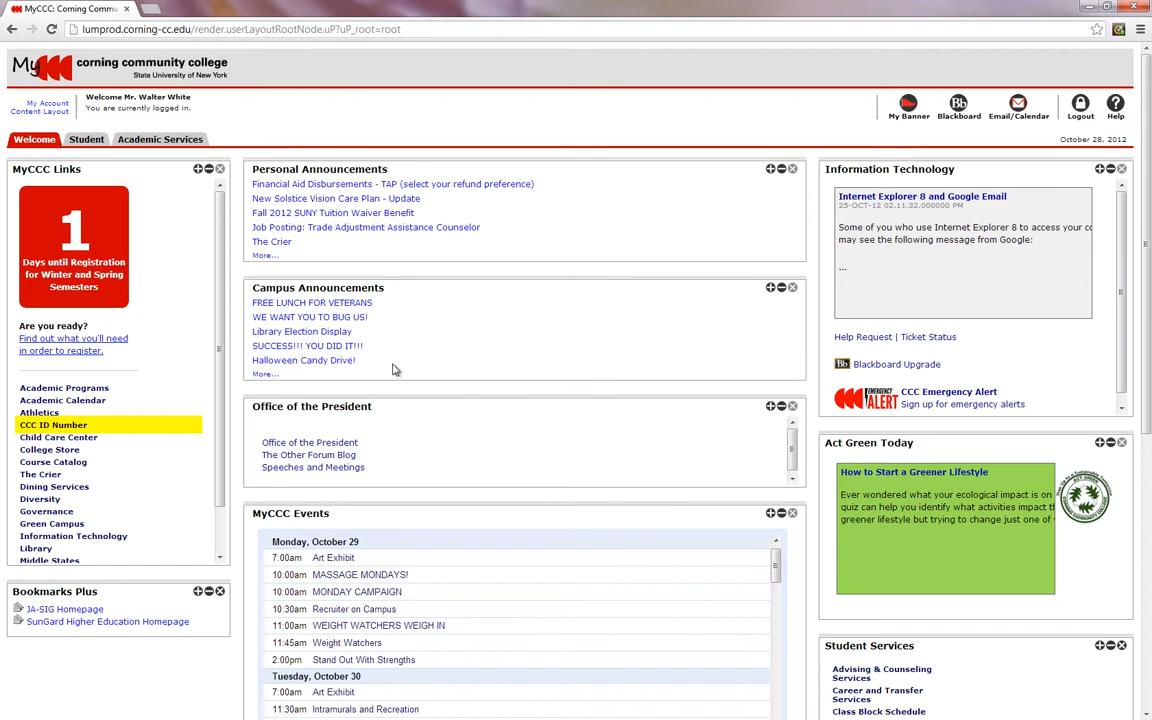 MyCCC: Corning Commu
lumprod.corning-cc.edu/render.userLayoutRootNode.uP?uP_root=root
My corning community college
State University of New York
My Account
Content Layout
Welcome Mr. Walter White
You are currently logged in.
My Banner
Bb
Blackboard
Email/Calendar
Logout
?
Help
Welcome
Student
Academic Services
October 28, 2012
MyCCC Links
1
Days until Registration
for Winter and Spring
Semesters
Are you ready?
Find out what you'll need
in order to register.
Academic Programs
Academic Calendar
Athletics
CCC ID Number
Child Care Center
College Store
Course Catalog
The Crier
Dining Services
Diversity
Governance
Green Campus
Information Technology
Library
Middle States
Bookmarks Plus
JA-SIG Homepage
SunGard Higher Education Homepage
Personal Announcements
Financial Aid Disbursements - TAP (select your refund preference)
New Solstice Vision Care Plan - Update
Fall 2012 SUNY Tuition Waiver Benefit
Job Posting: Trade Adjustment Assistance Counselor
The Crier
More...
Campus Announcements
FREE LUNCH FOR VETERANS
WE WANT YOU TO BUG US!
Library Election Display
SUCCESS!!! YOU DID IT!!!
Halloween Candy Drive!
More...
Office of the President
Office of the President
The Other Forum Blog
Speeches and Meetings
MyCCC Events
Monday, October 29
7:00am Art Exhibit
10:00am MASSAGE MONDAYS!
10:00am MONDAY CAMPAIGN
10:30am Recruiter on Campus
11:00am WEIGHT WATCHERS WEIGH IN
11:45am Weight Watchers
2:00pm Stand Out With Strengths
Tuesday, October 30
7:00am Art Exhibit
11:30am Intramurals and Recreation
Information Technology
Internet Explorer 8 and Google Email
25-OCT-12 02.11.32.000000 PM
Some of you who use Internet Explorer 8 to access your cc
may see the following message from Google:
...
Help Request | Ticket Status
Bb Blackboard Upgrade
EMERGENCY
ALERT
CCC Emergency Alert
Sign up for emergency alerts
Act Green Today
How to Start a Greener Lifestyle
Ever wondered what your ecological impact is on
quiz can help you identify what activities impact t
greener lifestyle but trying to change just one of
ACT GREEN
Student Services
Advising & Counseling
Services
Career and Transfer
Services
Class Block Schedule